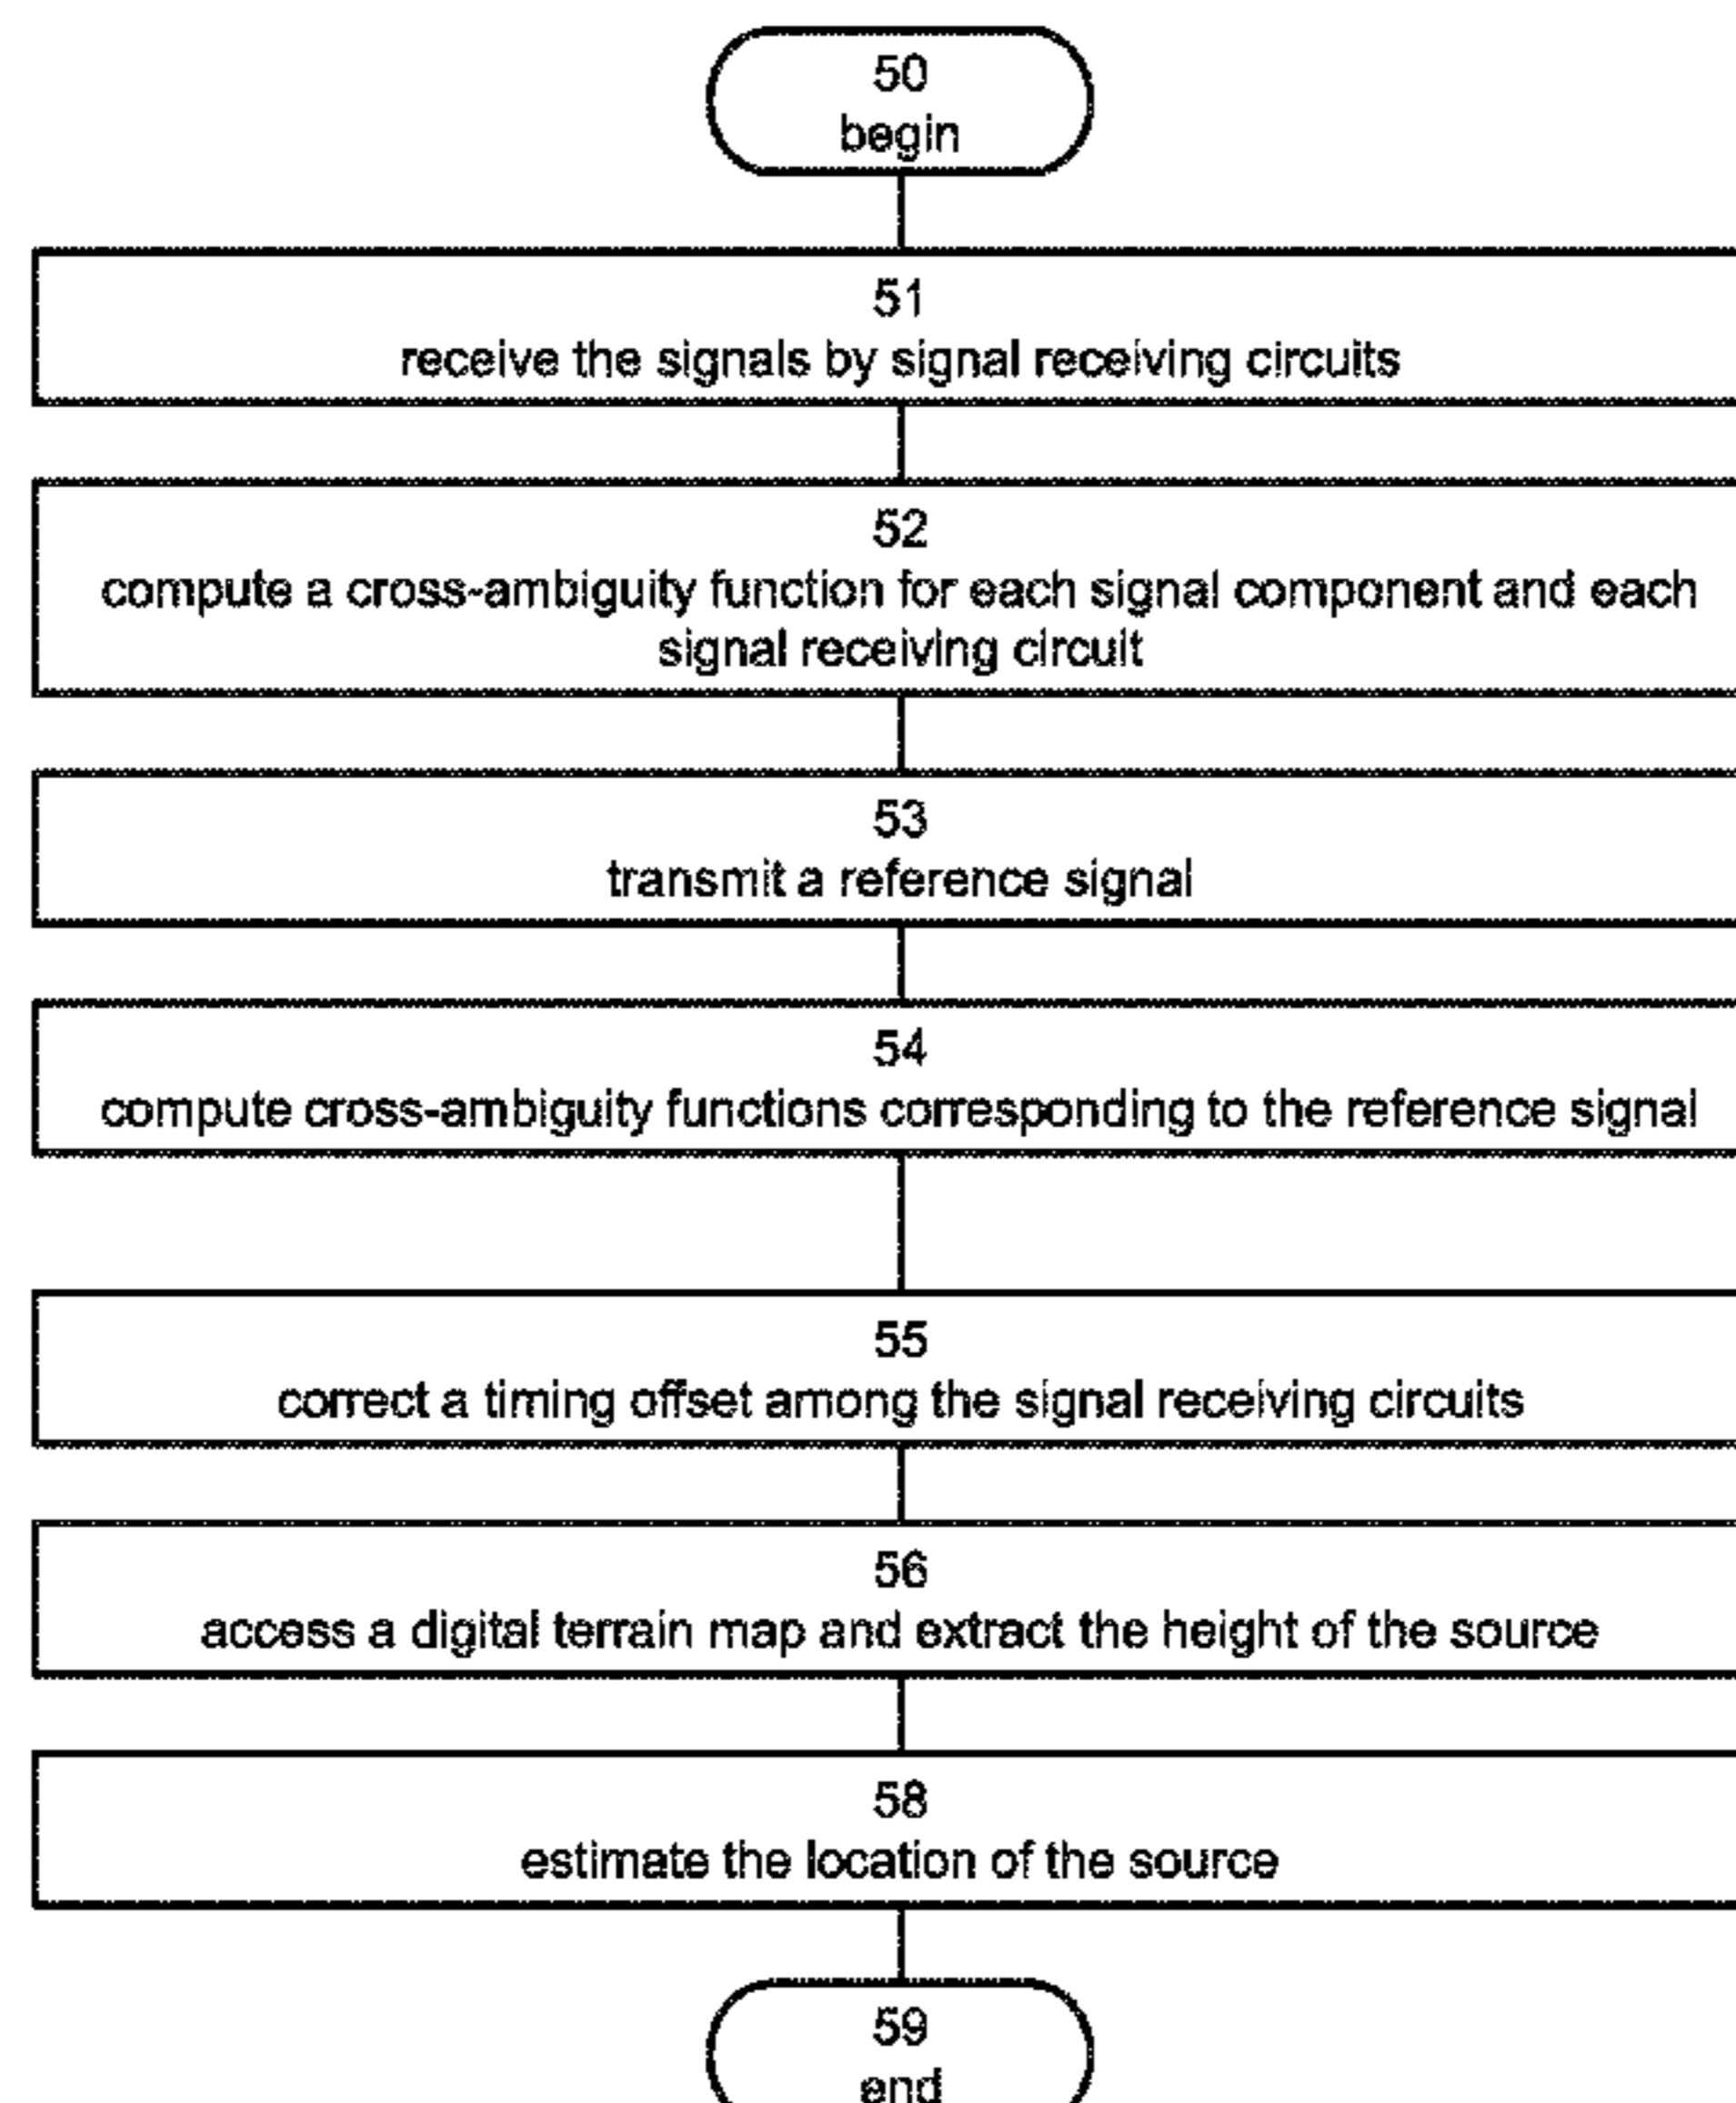 50
begin
51
receive the signals by signal receiving circuits
52
compute a cross-ambiguity function for each signal component and each
signal receiving circuit
53
transmit a reference signal
54
compute cross-ambiguity functions corresponding to the reference signal
55
correct a timing offset among the signal receiving circuits
56
access a digital terrain map and extract the height of the source
58
estimate the location of the source
59
end